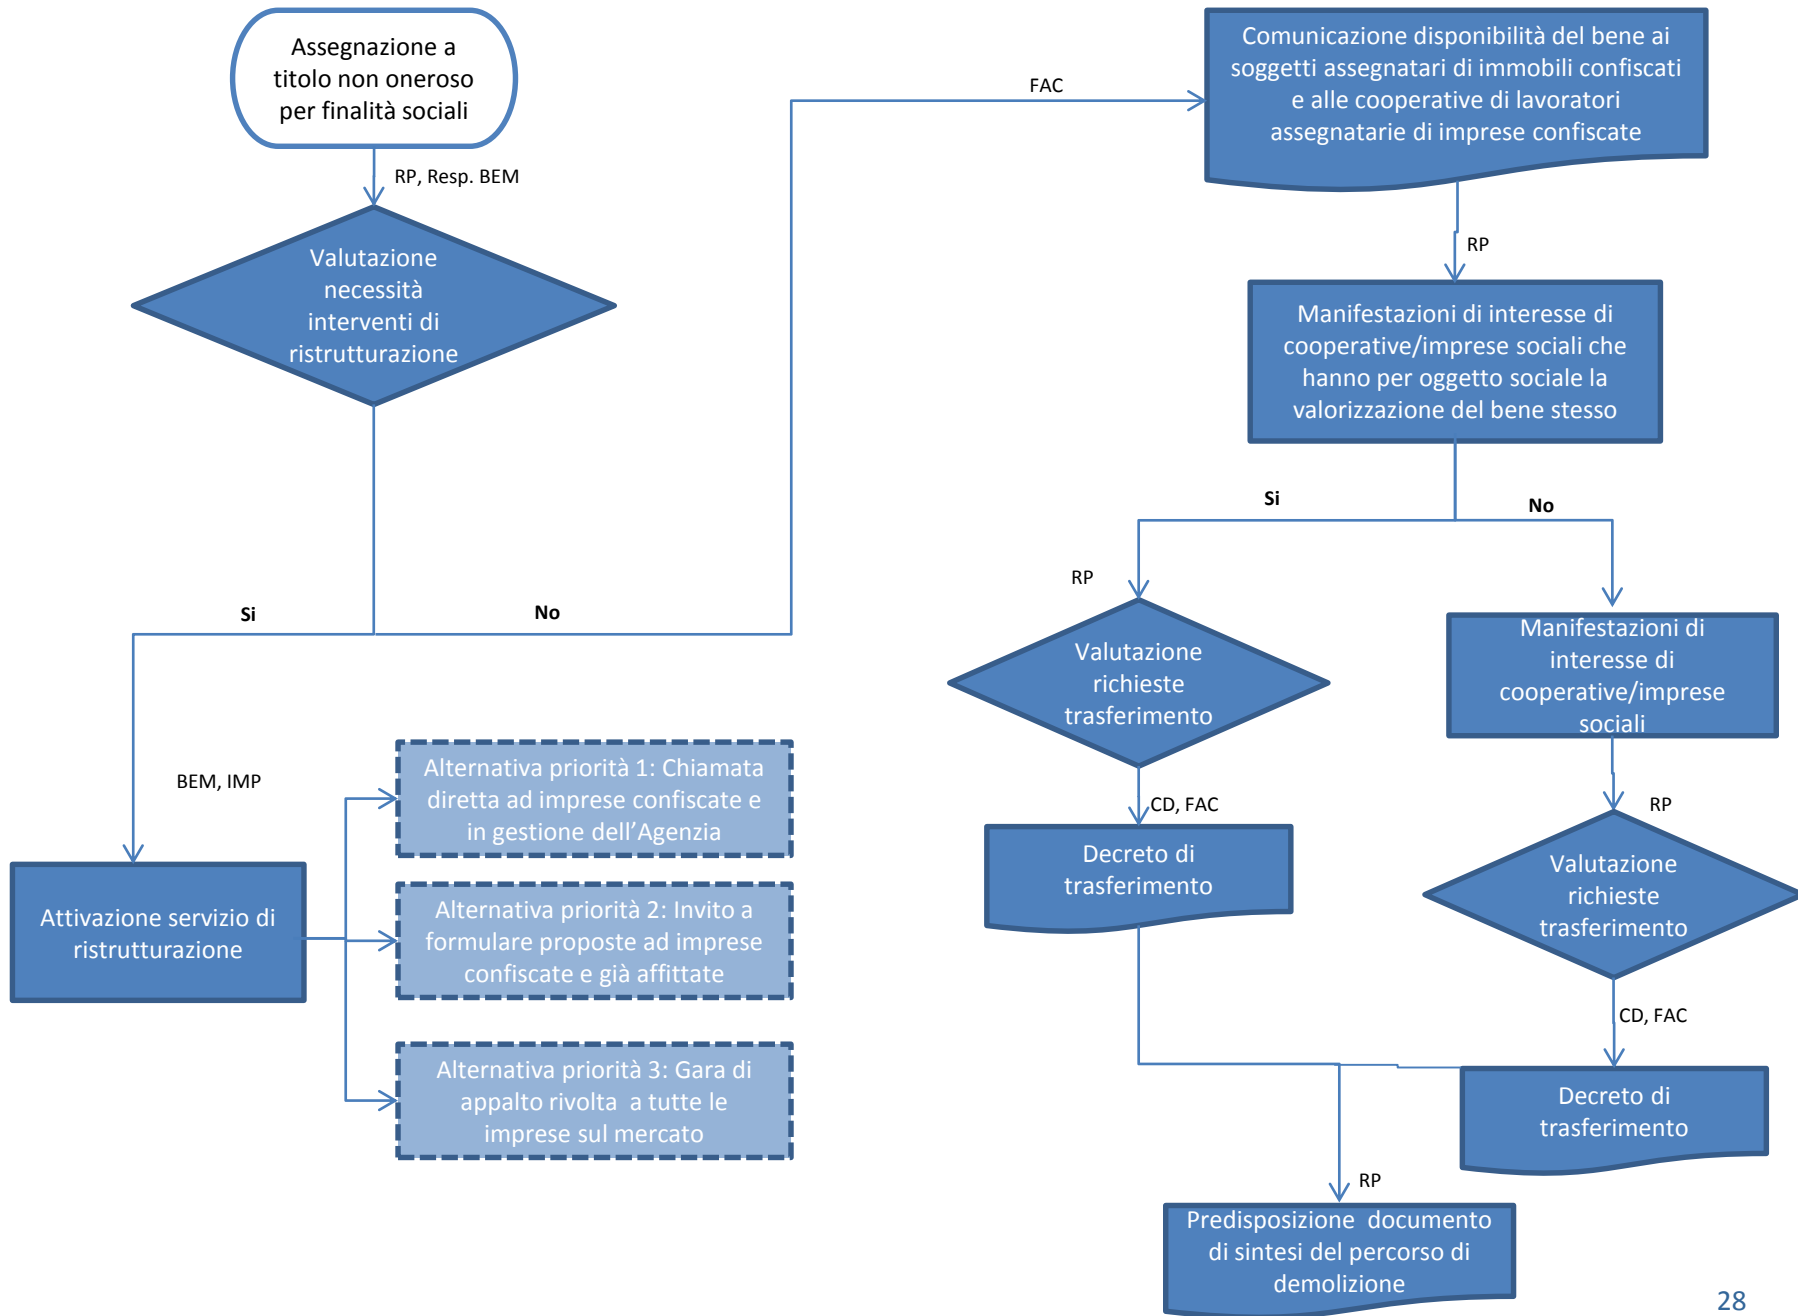 Assegnazione a
titolo non oneroso
per finalità sociali
RP, Resp. BEM
Valutazione
necessità
interventi di
ristrutturazione
Si
No
BEM, IMP
Attivazione servizio di
ristrutturazione
Alternativa priorità 1: Chiamata
diretta ad imprese confiscate e
in gestione dell’Agenzia
Alternativa priorità 2: Invito a
formulare proposte ad imprese
confiscate e già affittate
Alternativa priorità 3: Gara di
appalto rivolta a tutte le
imprese sul mercato
FAC
Comunicazione disponibilità del bene ai
soggetti assegnatari di immobili confiscati
e alle cooperative di lavoratori
assegnatarie di imprese confiscate
RP
Manifestazioni di interesse di
cooperative/imprese sociali che
hanno per oggetto sociale la
valorizzazione del bene stesso
Si
No
RP
Valutazione
richieste
trasferimento
CD, FAC
Decreto di
trasferimento
Manifestazioni di
interesse di
cooperative/imprese
sociali
RP
Valutazione
richieste
trasferimento
CD, FAC
Decreto di
trasferimento
RP
Predisposizione documento
di sintesi del percorso di
demolizione
28